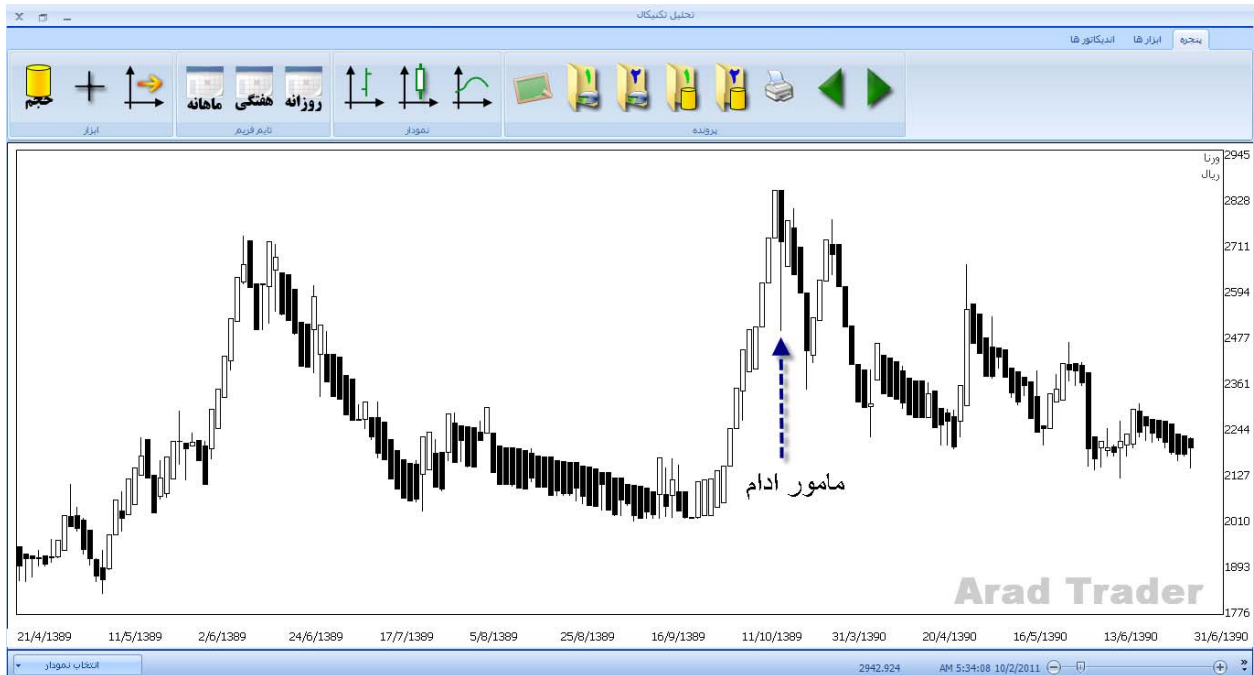 تحلیل تکنیکال
پنجره ابزار ها اندیکاتور ها
حجم
ماهانه
هفتگی
روزانه
۱
۲
۱
۲
ابزار
تایم فریم
نمودار
پرونده
ورنا
ریال
2945
2828
2711
2594
2477
2361
2244
2127
2010
1893
1776
مامور ادام
Arad Trader
21/4/1389 11/5/1389 2/6/1389 24/6/1389 17/7/1389 5/8/1389 25/8/1389 16/9/1389 11/10/1389 31/3/1390 20/4/1390 16/5/1390 13/6/1390 31/6/1390
انتخاب نمودار
2942.924
AM 5:34:08 10/2/2011